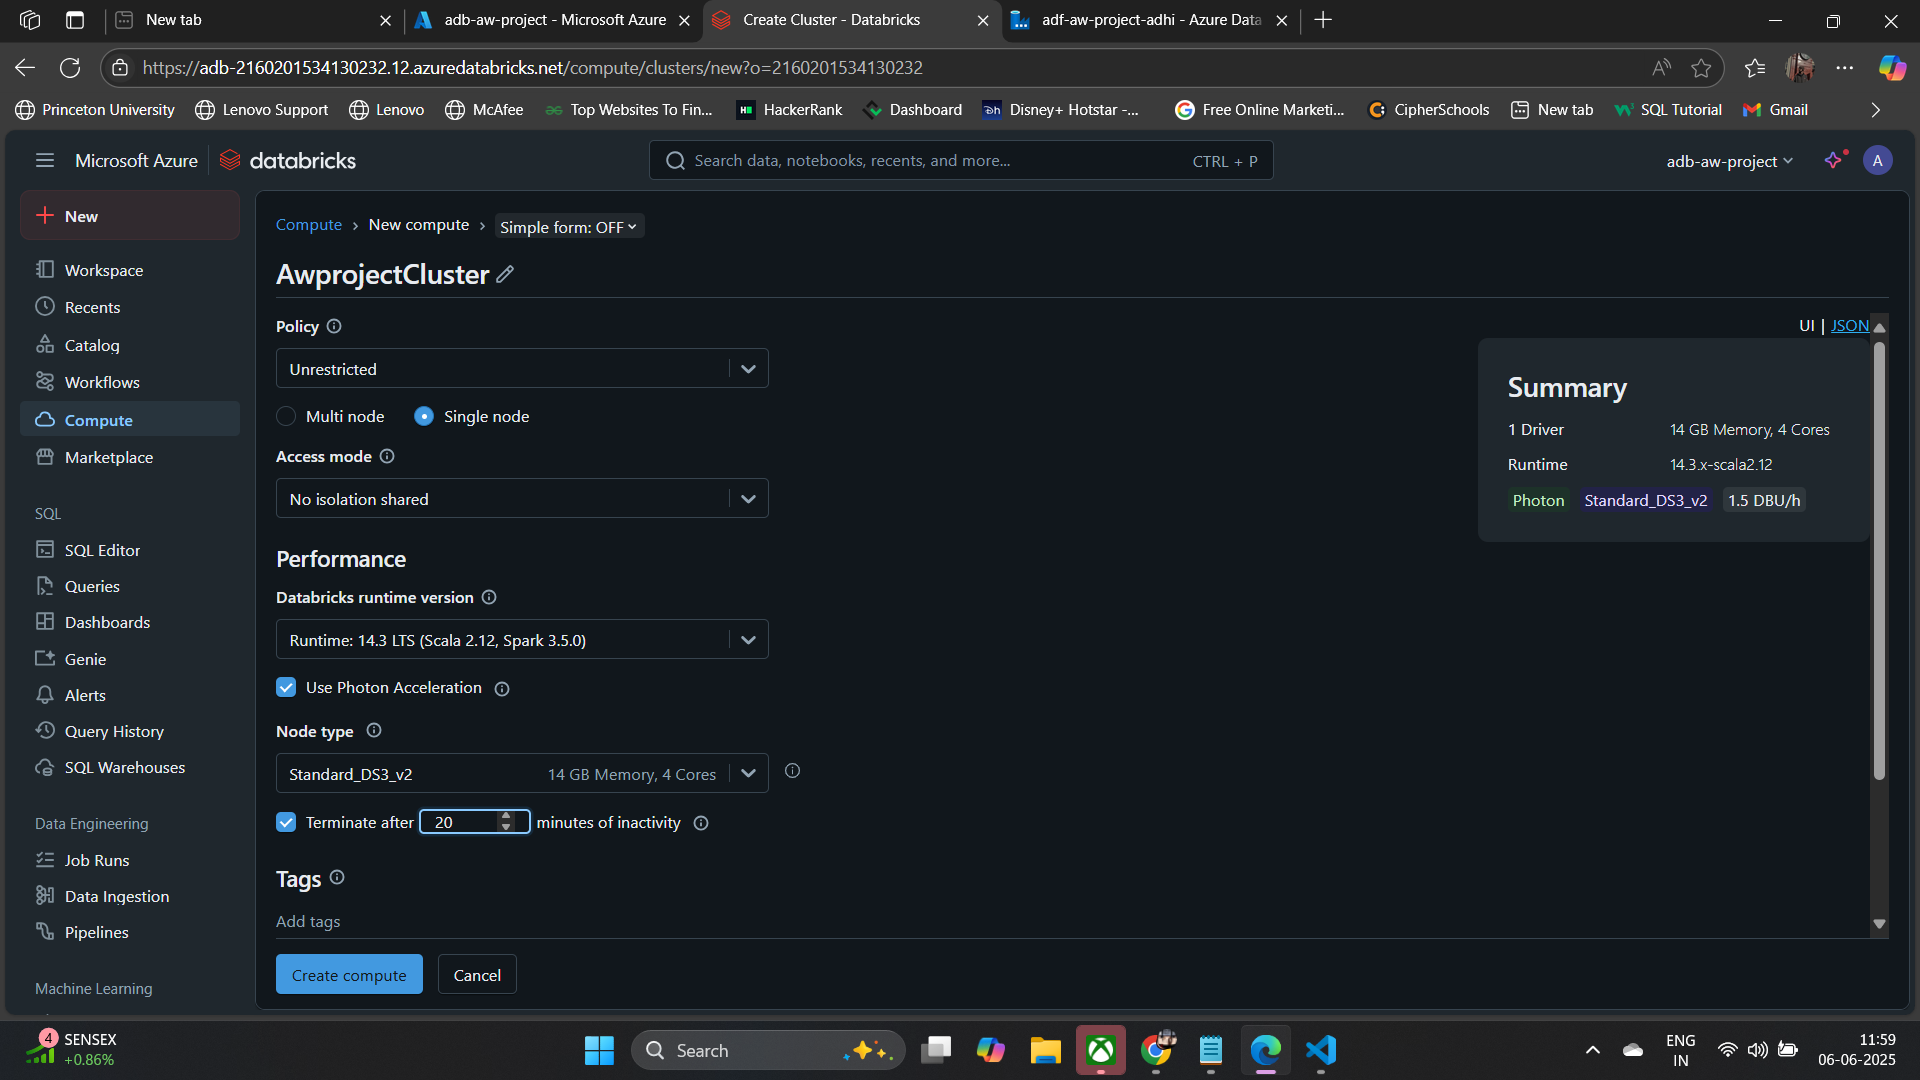 New tab
adb-aw-project - Microsoft Azure
Create Cluster - Databricks
adf-aw-project-adhi - Azure Data
https://adb-2160201534130232.12.azuredatabricks.net/compute/clusters/new?o=2160201534130232
Princeton University
Lenovo Support
Lenovo
McAfee
Top Websites To Fin...
HackerRank
Dashboard
Disney+ Hotstar -...
Free Online Marketi...
CipherSchools
New tab
SQL Tutorial
Gmail
Microsoft Azure
databricks
Search data, notebooks, recents, and more...
CTRL + P
adb-aw-project
A
New
Workspace
Recents
Catalog
Workflows
Compute
Marketplace
SQL
SQL Editor
Queries
Dashboards
Genie
Alerts
Query History
SQL Warehouses
Data Engineering
Job Runs
Data Ingestion
Pipelines
Machine Learning
Compute › New compute › Simple form: OFF
AwprojectCluster
UI | JSON
Policy
Unrestricted
Multi node
Single node
Access mode
No isolation shared
Performance
Databricks runtime version
Runtime: 14.3 LTS (Scala 2.12, Spark 3.5.0)
Use Photon Acceleration
Node type
Standard_DS3_v2 14 GB Memory, 4 Cores
Terminate after 20 minutes of inactivity
Tags
Add tags
Create compute
Cancel
Summary
1 Driver 14 GB Memory, 4 Cores
Runtime 14.3.x-scala2.12
Photon Standard_DS3_v2 1.5 DBU/h
4
SENSEX
+0.86%
Search
ENG
IN
11:59
06-06-2025